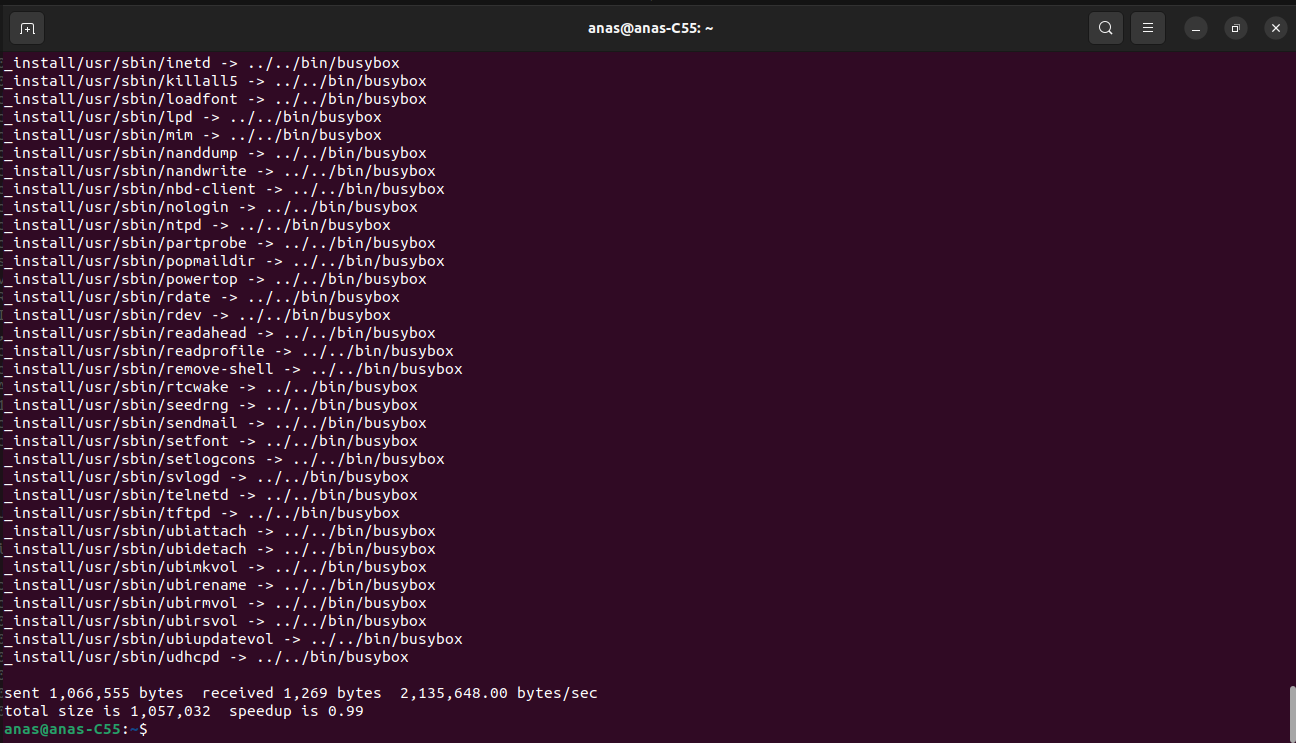 anas@anas-C55: ~
_install/usr/sbin/inetd -> ../../bin/busybox
_install/usr/sbin/killall5 -> ../../bin/busybox
_install/usr/sbin/loadfont -> ../../bin/busybox
_install/usr/sbin/lpd -> ../../bin/busybox
_install/usr/sbin/mim -> ../../bin/busybox
_install/usr/sbin/nanddump -> ../../bin/busybox
_install/usr/sbin/nandwrite -> ../../bin/busybox
_install/usr/sbin/nbd-client -> ../../bin/busybox
_install/usr/sbin/nologin -> ../../bin/busybox
_install/usr/sbin/ntpd -> ../../bin/busybox
_install/usr/sbin/partprobe -> ../../bin/busybox
_install/usr/sbin/popmaildir -> ../../bin/busybox
_install/usr/sbin/powertop -> ../../bin/busybox
_install/usr/sbin/rdate -> ../../bin/busybox
_install/usr/sbin/rdev -> ../../bin/busybox
_install/usr/sbin/readahead -> ../../bin/busybox
_install/usr/sbin/readprofile -> ../../bin/busybox
_install/usr/sbin/remove-shell -> ../../bin/busybox
_install/usr/sbin/rtcwake -> ../../bin/busybox
_install/usr/sbin/seedrng -> ../../bin/busybox
_install/usr/sbin/sendmail -> ../../bin/busybox
_install/usr/sbin/setfont -> ../../bin/busybox
_install/usr/sbin/setlogcons -> ../../bin/busybox
_install/usr/sbin/svlogd -> ../../bin/busybox
_install/usr/sbin/telnetd -> ../../bin/busybox
_install/usr/sbin/tftpd -> ../../bin/busybox
_install/usr/sbin/ubiattach -> ../../bin/busybox
_install/usr/sbin/ubidetach -> ../../bin/busybox
_install/usr/sbin/ubimkvol -> ../../bin/busybox
_install/usr/sbin/ubirename -> ../../bin/busybox
_install/usr/sbin/ubirmvol -> ../../bin/busybox
_install/usr/sbin/ubirsvol -> ../../bin/busybox
_install/usr/sbin/ubiupdatevol -> ../../bin/busybox
_install/usr/sbin/udhcpd -> ../../bin/busybox
sent 1,066,555 bytes  received 1,269 bytes  2,135,648.00 bytes/sec
total size is 1,057,032  speedup is 0.99
anas@anas-C55:~$